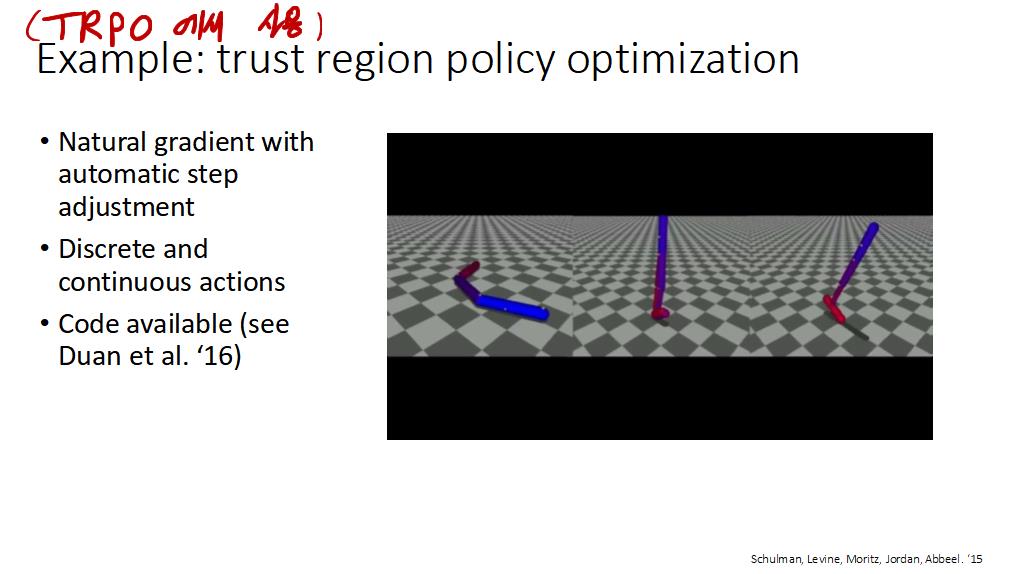 (TRPO 에서 사용)
Example: trust region policy optimization
• Natural gradient with
automatic step
adjustment
• Discrete and
continuous actions
• Code available (see
Duan et al. ‘16)
Schulman, Levine, Moritz, Jordan, Abbeel. ‘15